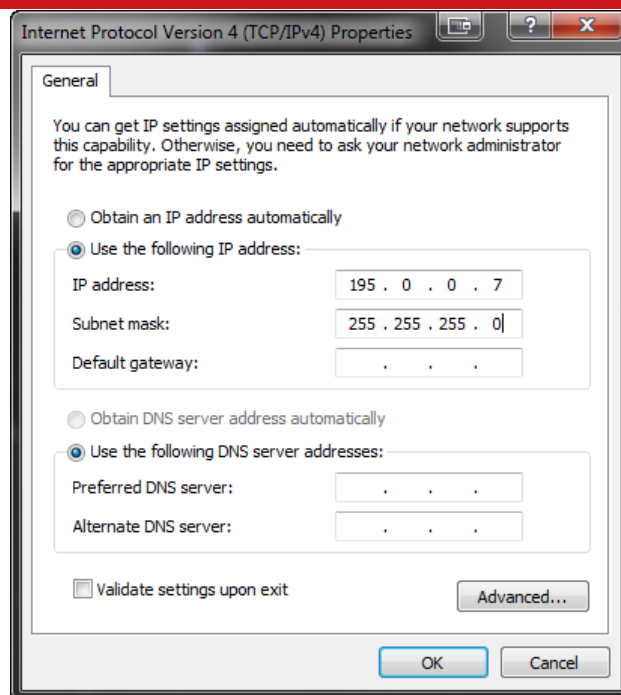 Internet Protocol Version 4 (TCP/IPv4) Properties
General
You can get IP settings assigned automatically if your network supports
this capability. Otherwise, you need to ask your network administrator
for the appropriate IP settings.
Obtain an IP address automatically
Use the following IP address:
IP address: 195 . 0 . 0 . 7
Subnet mask: 255 . 255 . 255 . 0
Default gateway: . . .
Obtain DNS server address automatically
Use the following DNS server addresses:
Preferred DNS server: . . .
Alternate DNS server: . . .
Validate settings upon exit
Advanced...
OK Cancel